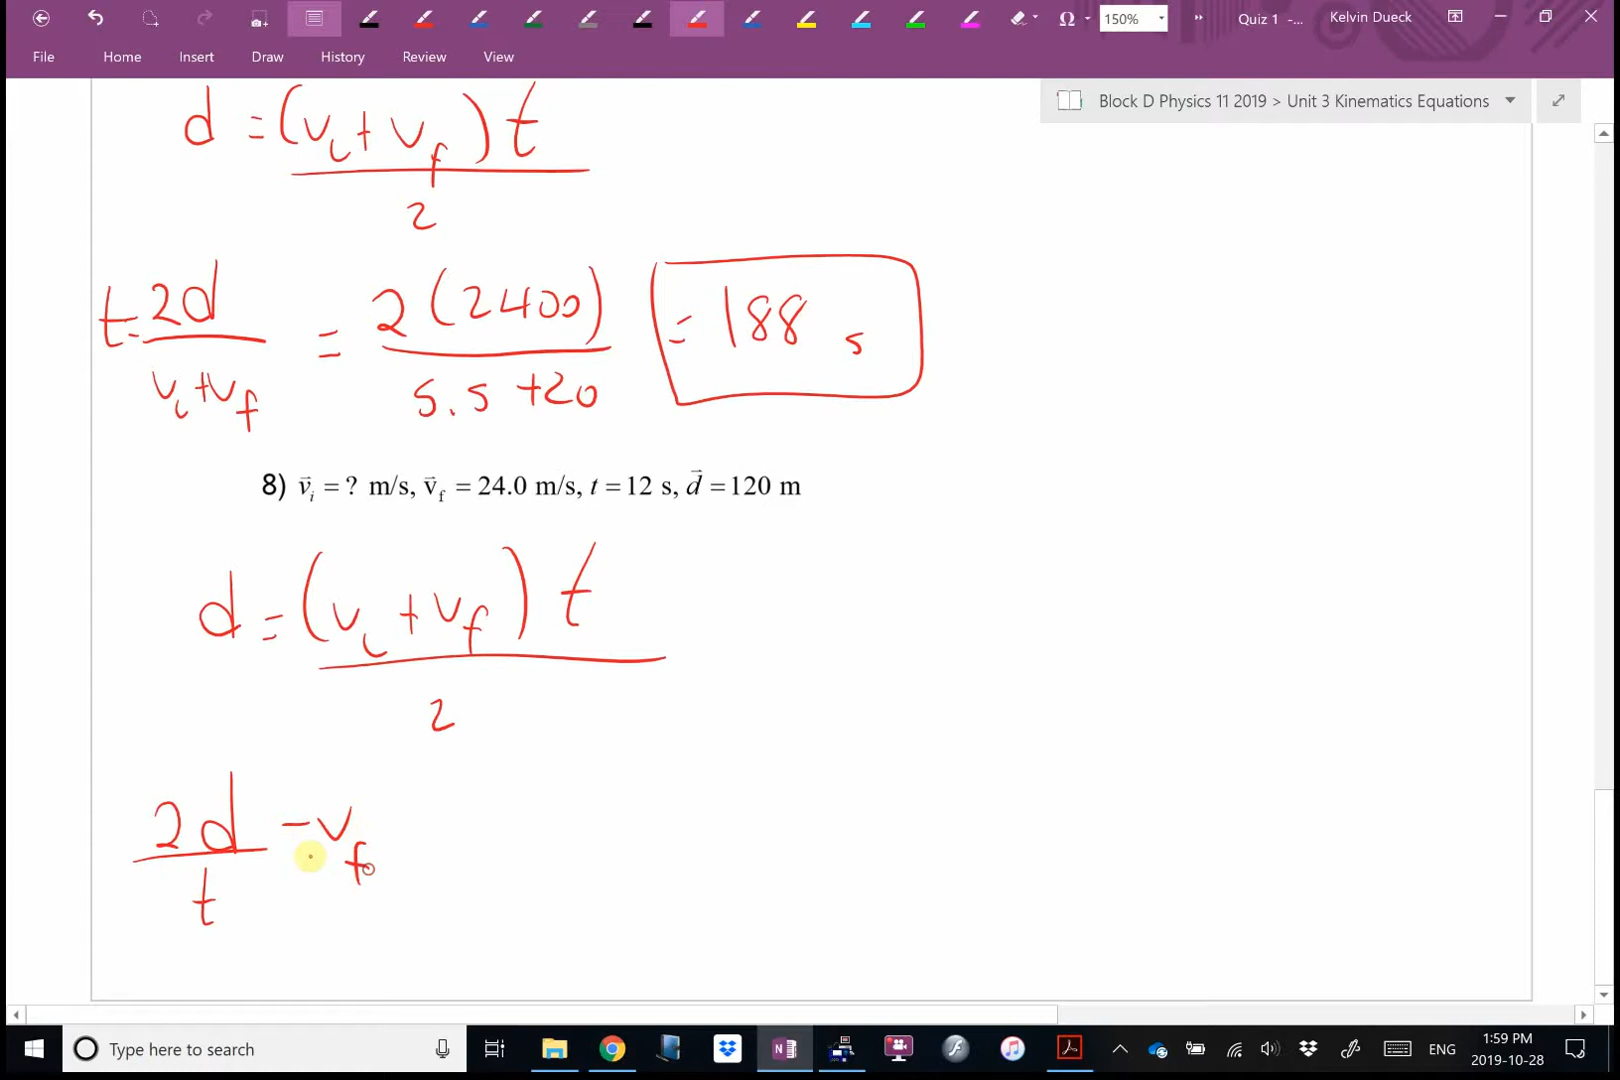 150% Quiz 1 -... Kelvin Dueck
File Home Insert Draw History Review View
Block D Physics 11 2019 > Unit 3 Kinematics Equations
d = (vi + vf) t
2
t = 2d = 2(2400) = 188 s
vi + vf 5.5 + 20
8) v⃗i = ? m/s, v⃗f = 24.0 m/s, t = 12 s, d⃗ = 120 m
d = (vi + vf) t
2
2d - vf
t
Type here to search ENG 1:59 PM
2019-10-28